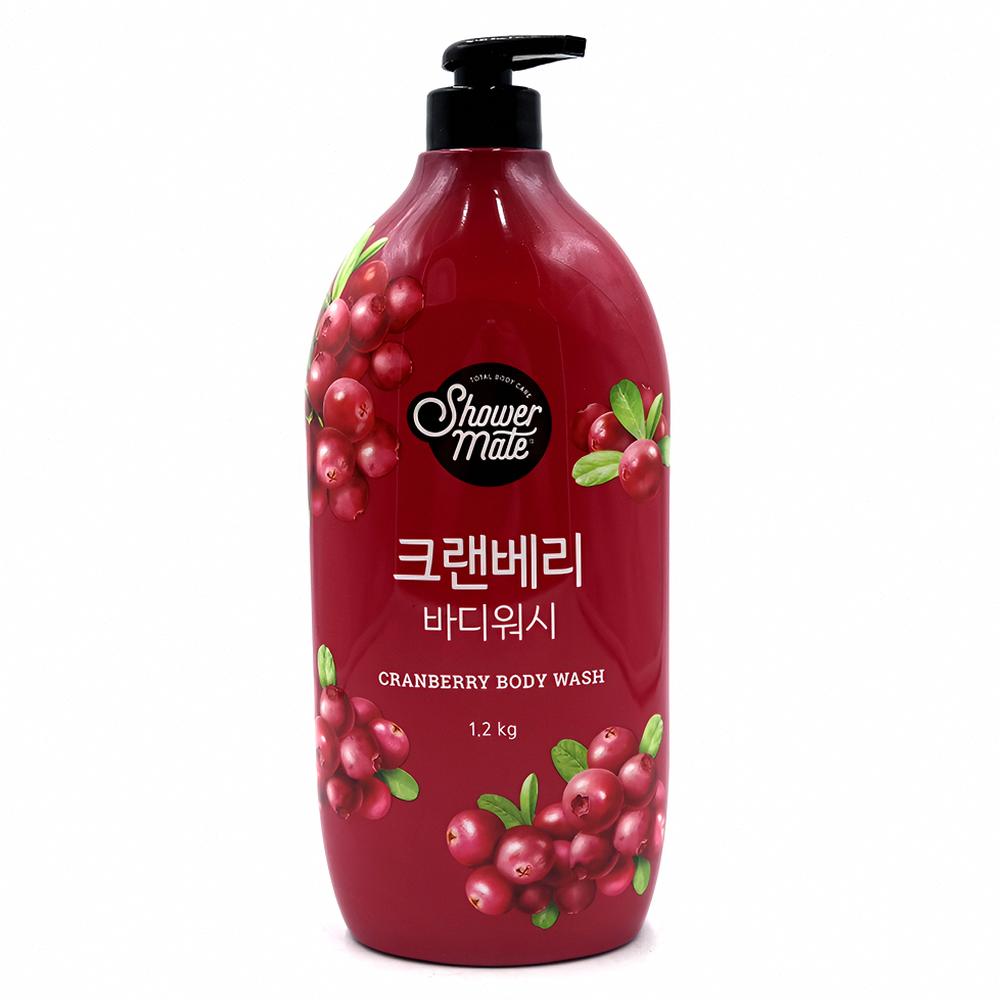 TOTAL BODY CARE
Shower
Mate
크랜베리
바디워시
CRANBERRY BODY WASH
1.2 kg